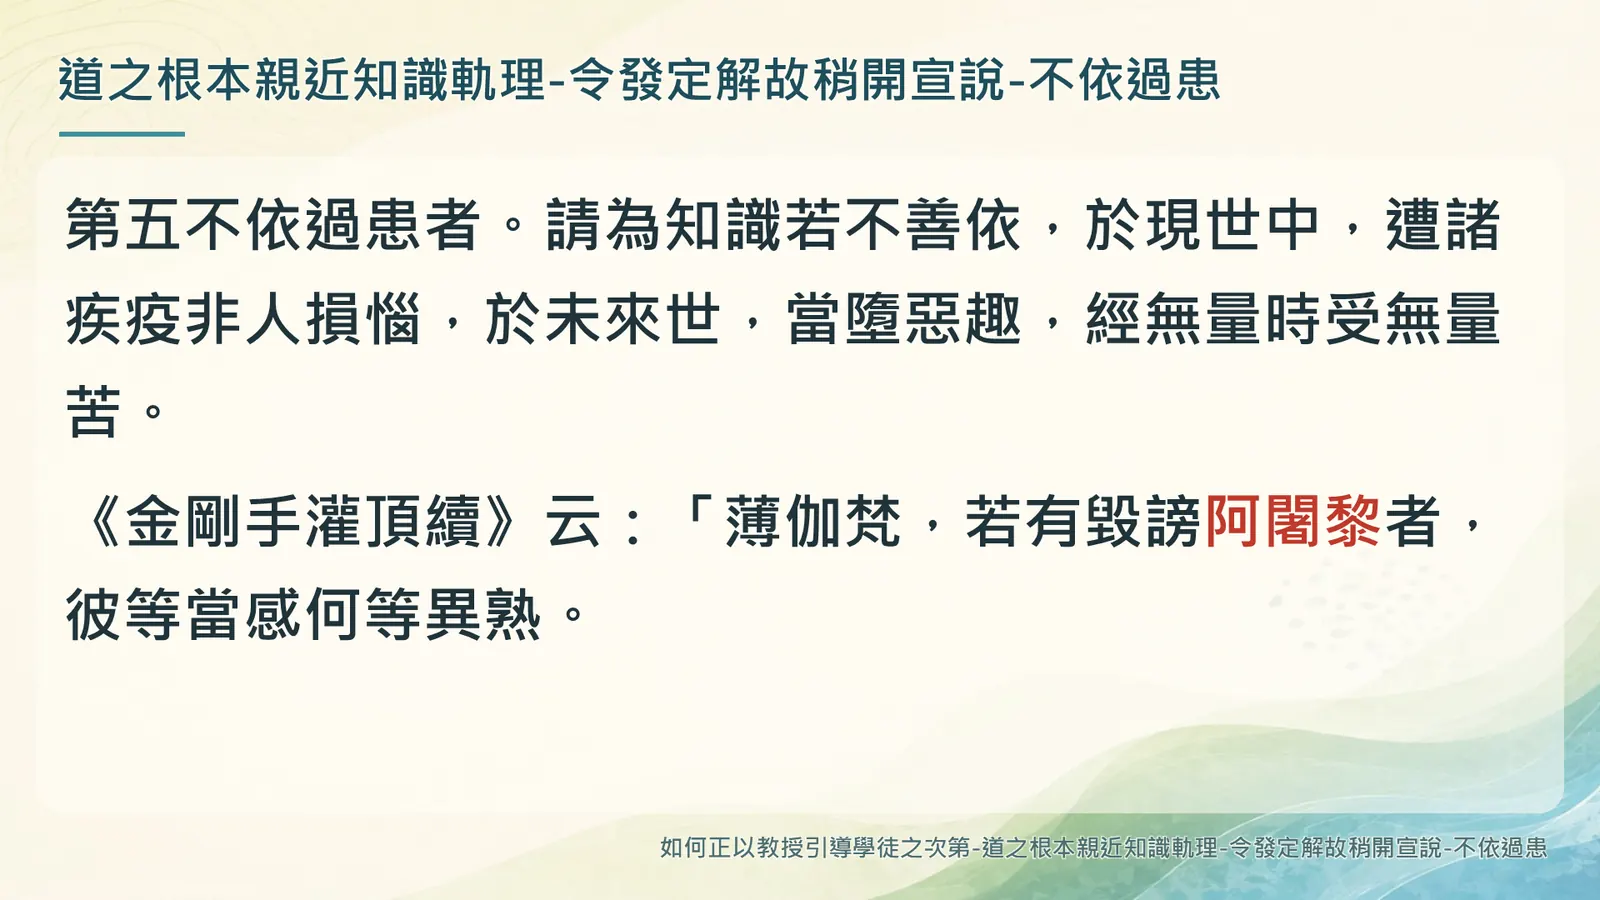 道之根本親近知識軌理-令發定解故稍開宣說-不依過患
第五不依過患者。請為知識若不善依，於現世中，遭諸
疾疫非人損惱，於未來世，當墮惡趣，經無量時受無量
苦。
《金剛手灌頂續》云：「薄伽梵，若有毀謗阿闍黎者，
彼等當感何等異熟。
如何正以教授引導學徒之次第-道之根本親近知識軌理-令發定解故稍開宣說-不依過患